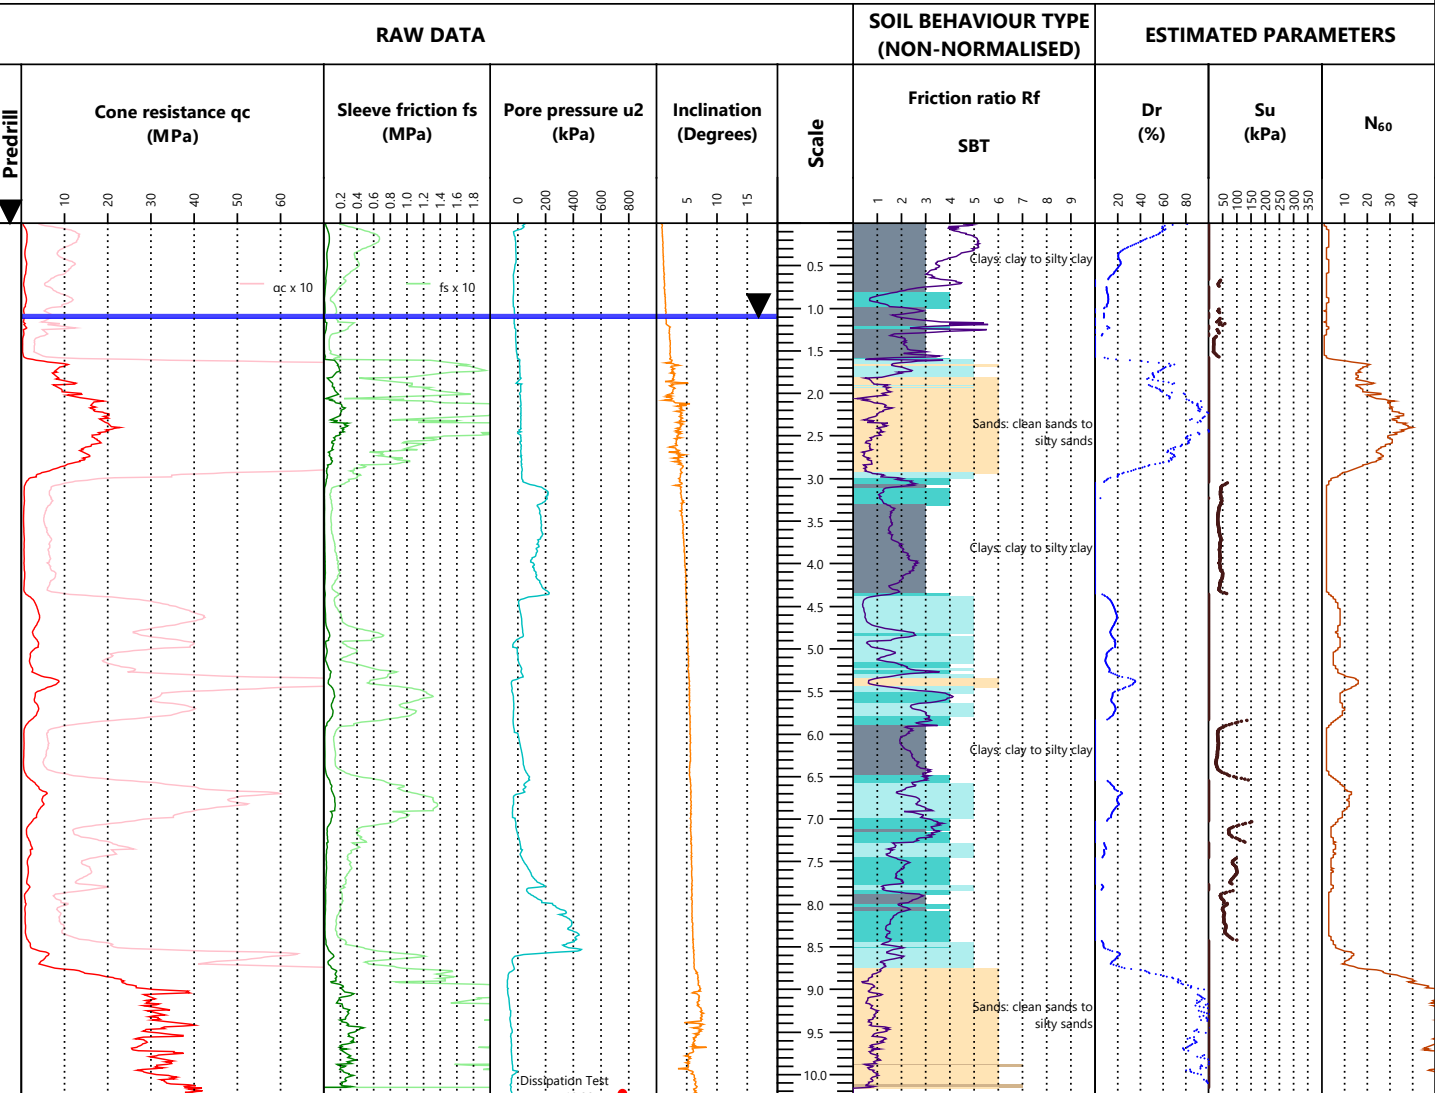 RAW DATA
SOIL BEHAVIOUR TYPE
(NON-NORMALISED)
ESTIMATED PARAMETERS
Predrill
Cone resistance qc
(MPa)
Sleeve friction fs
(MPa)
Pore pressure u2
(kPa)
Inclination
(Degrees)
Scale
Friction ratio Rf
SBT
Dr
(%)
Su
(kPa)
N60
10 20 30 40 50 60
0.2 0.4 0.6 0.8 1.0 1.2 1.4 1.6 1.8
0 200 400 600 800
5 10 15
1 2 3 4 5 6 7 8 9
20 60 80
50 100 150 200 250 300 350
10 20 30 40
Clays: clay to silty clay
0.5
qc x 10
fs x 10
1.0
1.5
2.0
Sands: clean sands to
silty sands
2.5
3.0
3.5
Clays: clay to silty clay
4.0
4.5
5.0
5.5
6.0
Clays: clay to silty clay
6.5
7.0
7.5
8.0
8.5
9.0
Sands: clean sands to
silty sands
9.5
10.0
Dissipation Test